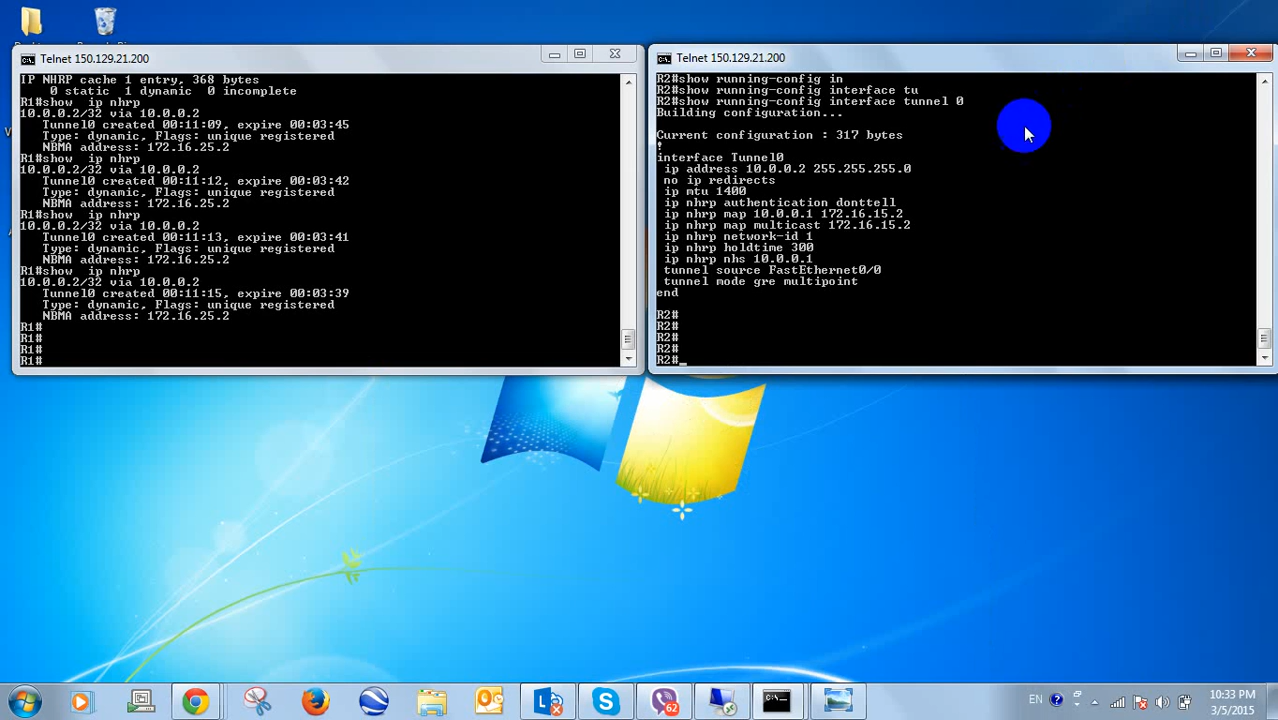 Telnet 150.129.21.200
IP NHRP cache 1 entry, 368 bytes
0 static 1 dynamic 0 incomplete
R1#show ip nhrp
10.0.0.2/32 via 10.0.0.2
Tunnel0 created 00:11:09, expire 00:03:45
Type: dynamic, Flags: unique registered
NBMA address: 172.16.25.2
R1#show ip nhrp
10.0.0.2/32 via 10.0.0.2
Tunnel0 created 00:11:12, expire 00:03:42
Type: dynamic, Flags: unique registered
NBMA address: 172.16.25.2
R1#show ip nhrp
10.0.0.2/32 via 10.0.0.2
Tunnel0 created 00:11:13, expire 00:03:41
Type: dynamic, Flags: unique registered
NBMA address: 172.16.25.2
R1#show ip nhrp
10.0.0.2/32 via 10.0.0.2
Tunnel0 created 00:11:15, expire 00:03:39
Type: dynamic, Flags: unique registered
NBMA address: 172.16.25.2
R1#
R1#
R1#
R1#
Telnet 150.129.21.200
R2#show running-config in
R2#show running-config interface tu
R2#show running-config interface tunnel 0
Building configuration...
Current configuration : 317 bytes
!
interface Tunnel0
ip address 10.0.0.2 255.255.255.0
no ip redirects
ip mtu 1400
ip nhrp authentication donttell
ip nhrp map 10.0.0.1 172.16.15.2
ip nhrp map multicast 172.16.15.2
ip nhrp network-id 1
ip nhrp holdtime 300
ip nhrp nhs 10.0.0.1
tunnel source FastEthernet0/0
tunnel mode gre multipoint
end
R2#
R2#
R2#
R2#
R2#_
62
EN
10:33 PM
3/5/2015